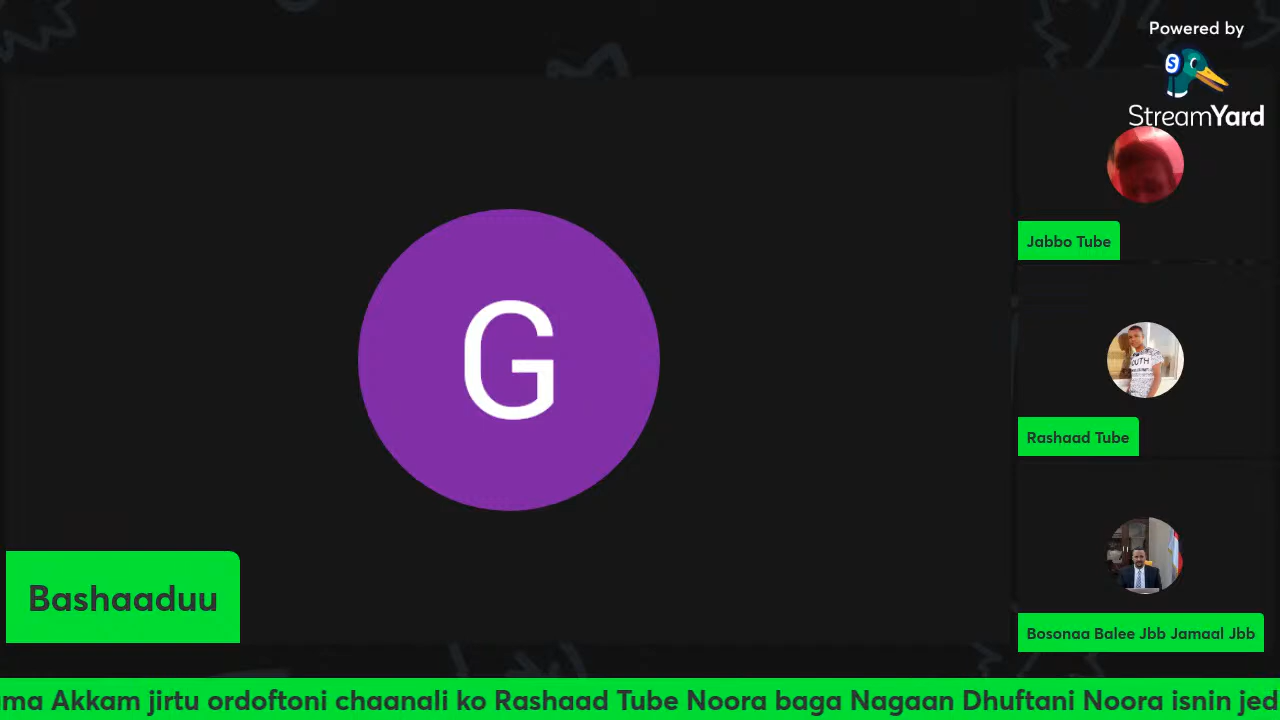 Powered by
S
StreamYard
Jabbo Tube
G
OUTH
Rashaad Tube
Bashaaduu
Bosonaa Balee Jbb Jamaal Jbb
ma Akkam jirtu ordoftoni chaanali ko Rashaad Tube Noora baga Nagaan Dhuftani Noora isnin jed